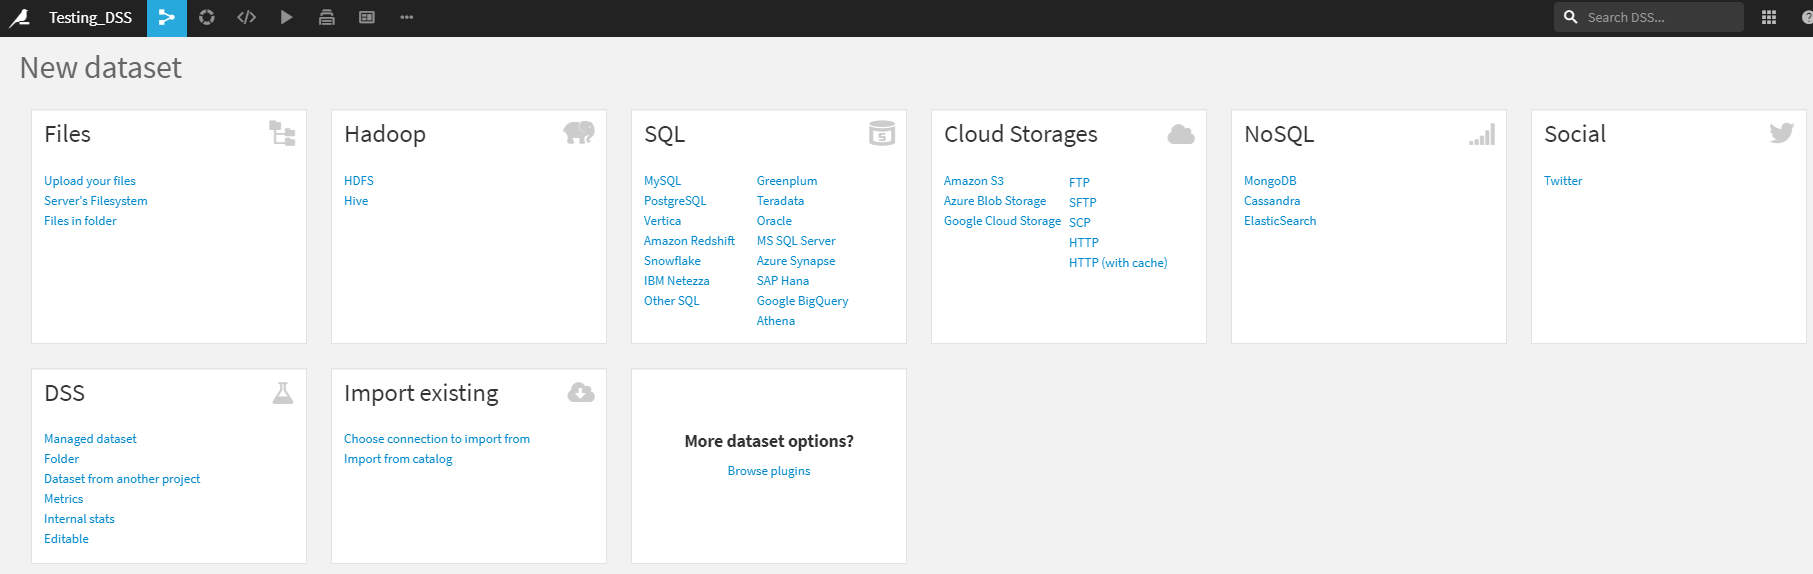 Testing_DSS
Search DSS...
New dataset
Files
Upload your files
Server's Filesystem
Files in folder
Hadoop
HDFS
Hive
SQL
MySQL
PostgreSQL
Vertica
Amazon Redshift
Snowflake
IBM Netezza
Other SQL
Greenplum
Teradata
Oracle
MS SQL Server
Azure Synapse
SAP Hana
Google BigQuery
Athena
Cloud Storages
Amazon S3
Azure Blob Storage
Google Cloud Storage
FTP
SFTP
SCP
HTTP
HTTP (with cache)
NoSQL
MongoDB
Cassandra
ElasticSearch
Social
Twitter
DSS
Managed dataset
Folder
Dataset from another project
Metrics
Internal stats
Editable
Import existing
Choose connection to import from
Import from catalog
More dataset options?
Browse plugins